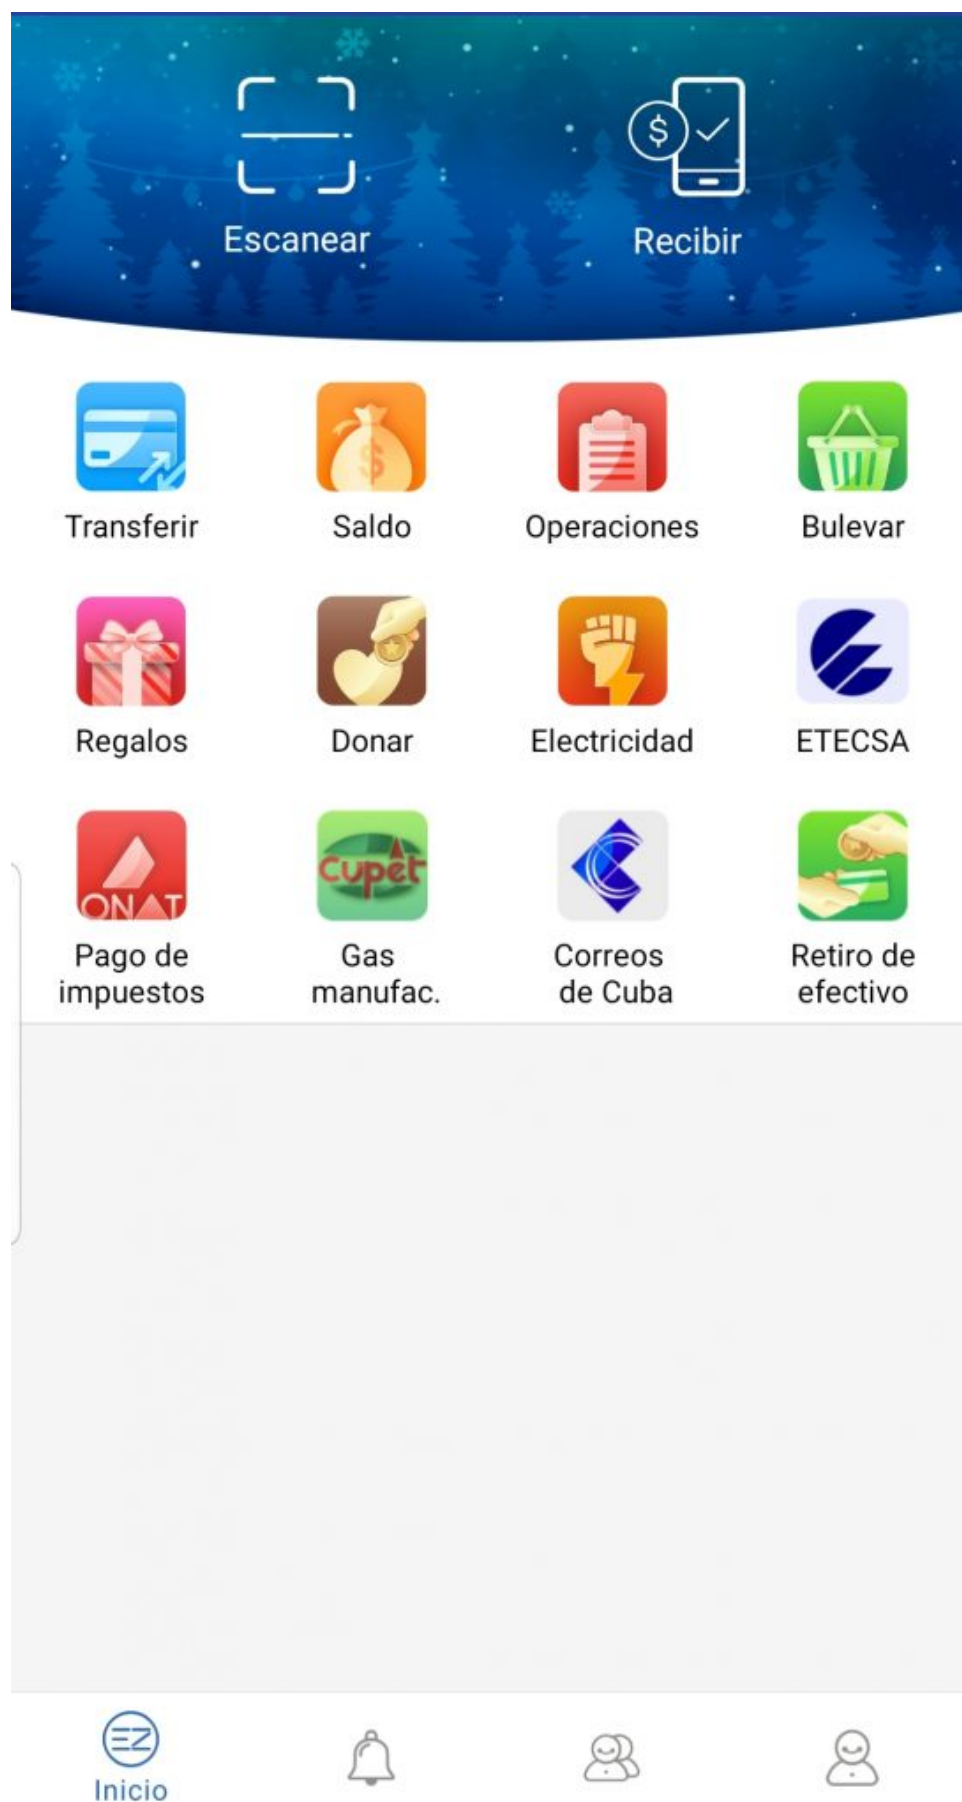 $
Escanear
Recibir
$
Transferir
Saldo
Operaciones
Bulevar
Regalos
Donar
Electricidad
ETECSA
ONAT
Cupet
Pago de
impuestos
Gas
manufac.
Correos
de Cuba
Retiro de
efectivo
EZ
Inicio